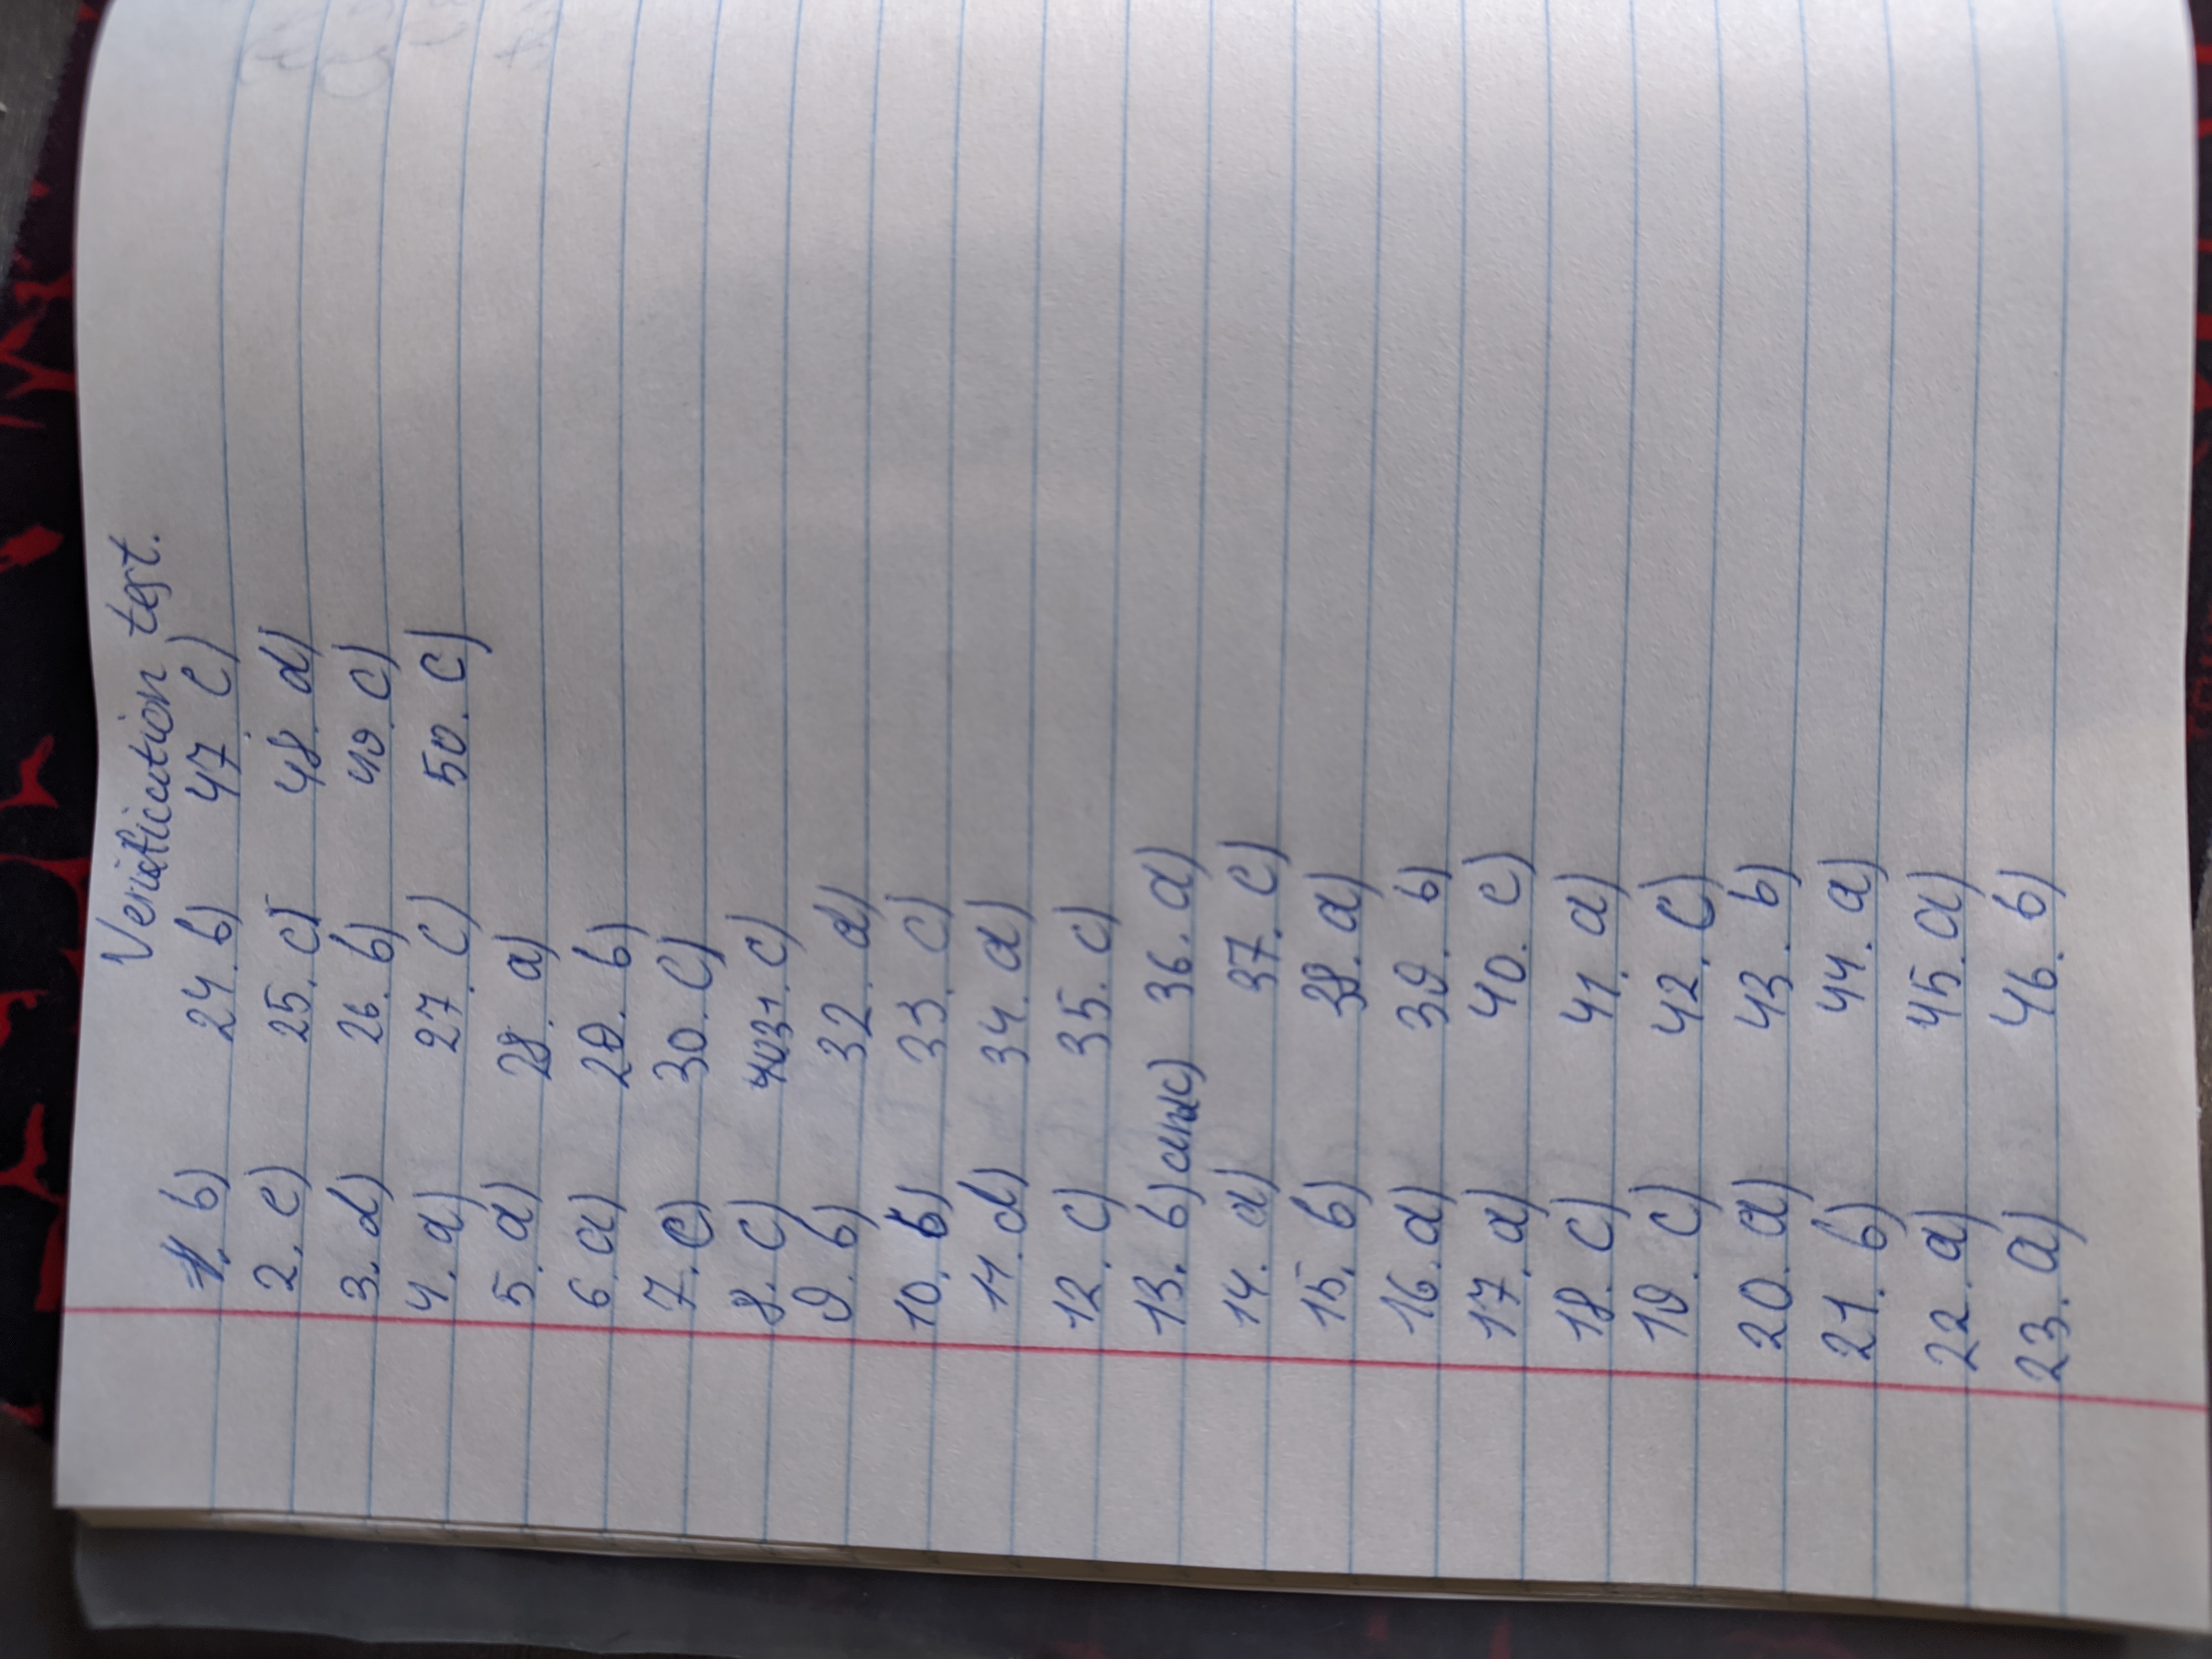 Verification test.
1. b) 24. b) 47. c)
2. c) 25. c) 48. d)
3. d) 26. b) 49. c)
4. a) 27. c) 50. c)
5. a) 28. a)
6. a) 29. b)
7. c) 30. c)
8. c) 31. c)
9. b) 32. d)
10. b) 33. c)
11. d) 34. a)
12. c) 35. c)
13. b) and c) 36. a)
14. d) 37. c)
15. b) 38. a)
16. a) 39. b)
17. a) 40. c)
18. c) 41. a)
19. c) 42. c)
20. a) 43. b)
21. b) 44. a)
22. a) 45. a)
23. a) 46. b)